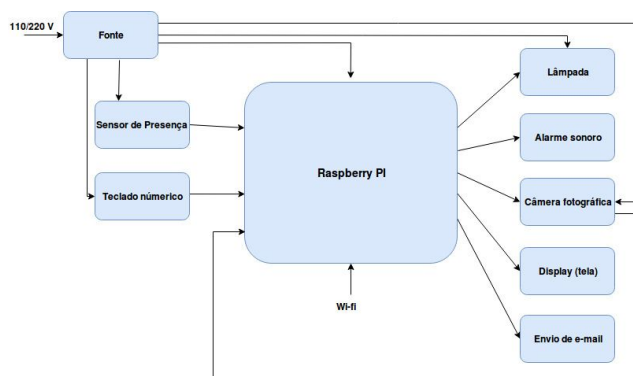 110/220 V
Fonte
Lâmpada
Sensor de Presença
Alarme sonoro
Raspberry PI
Teclado númerico
Câmera fotográfica
Display (tela)
Wi-fi
Envio de e-mail